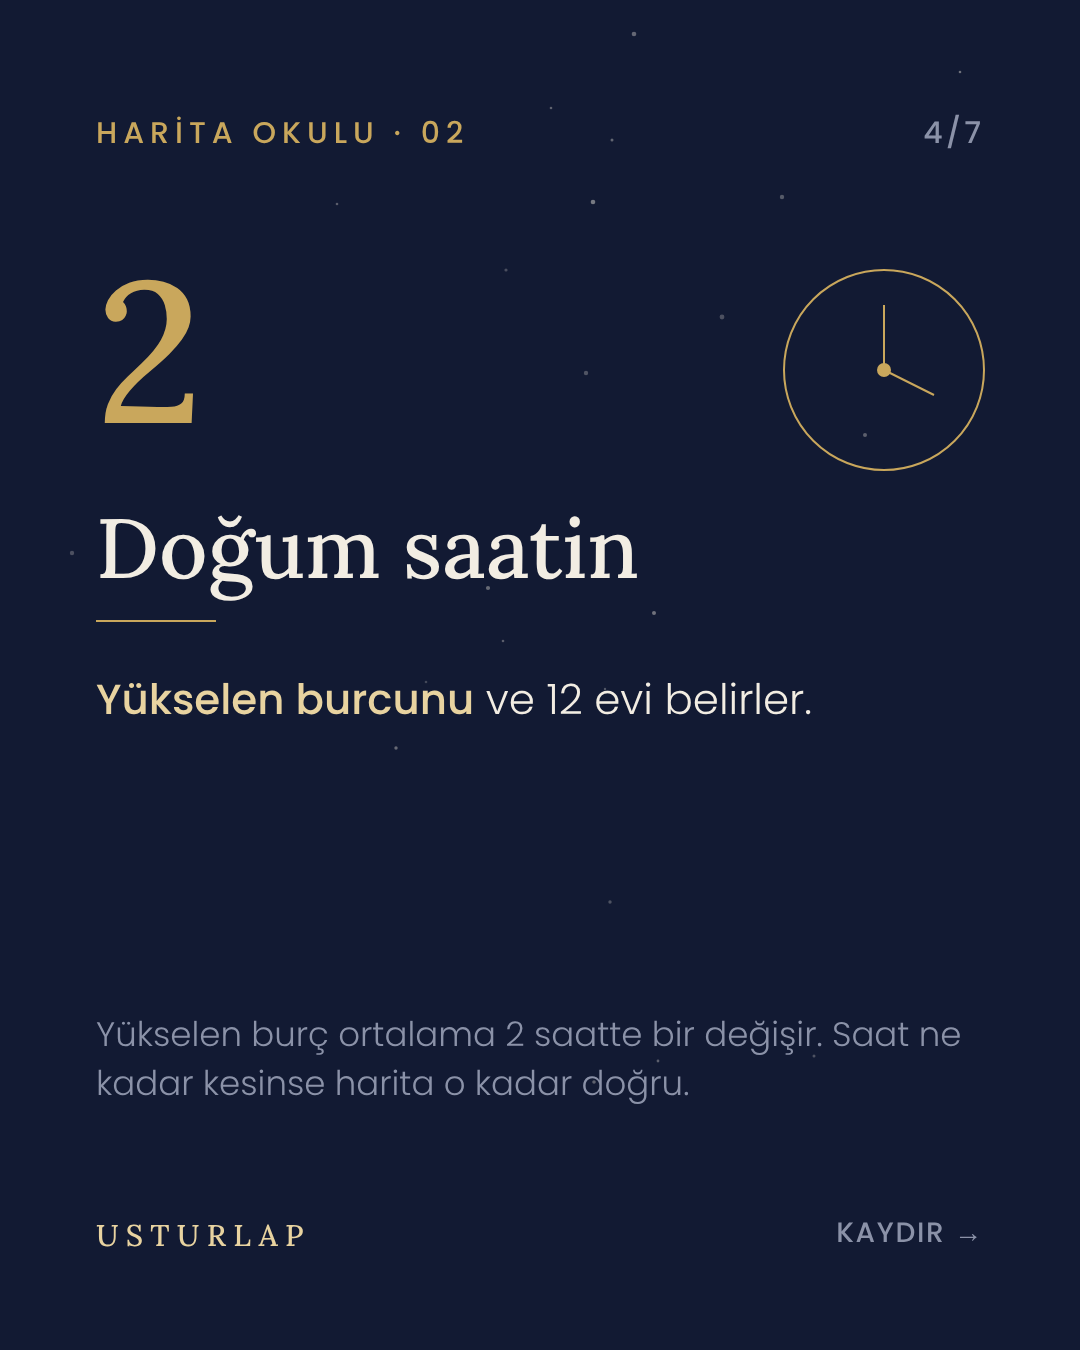 HARİTA OKULU · 02
4/7
2
Doğum saatin
Yükselen burcunu ve 12 evi belirler.
Yükselen burç ortalama 2 saatte bir değişir. Saat ne
kadar kesinse harita o kadar doğru.
USTURLAP
KAYDIR →